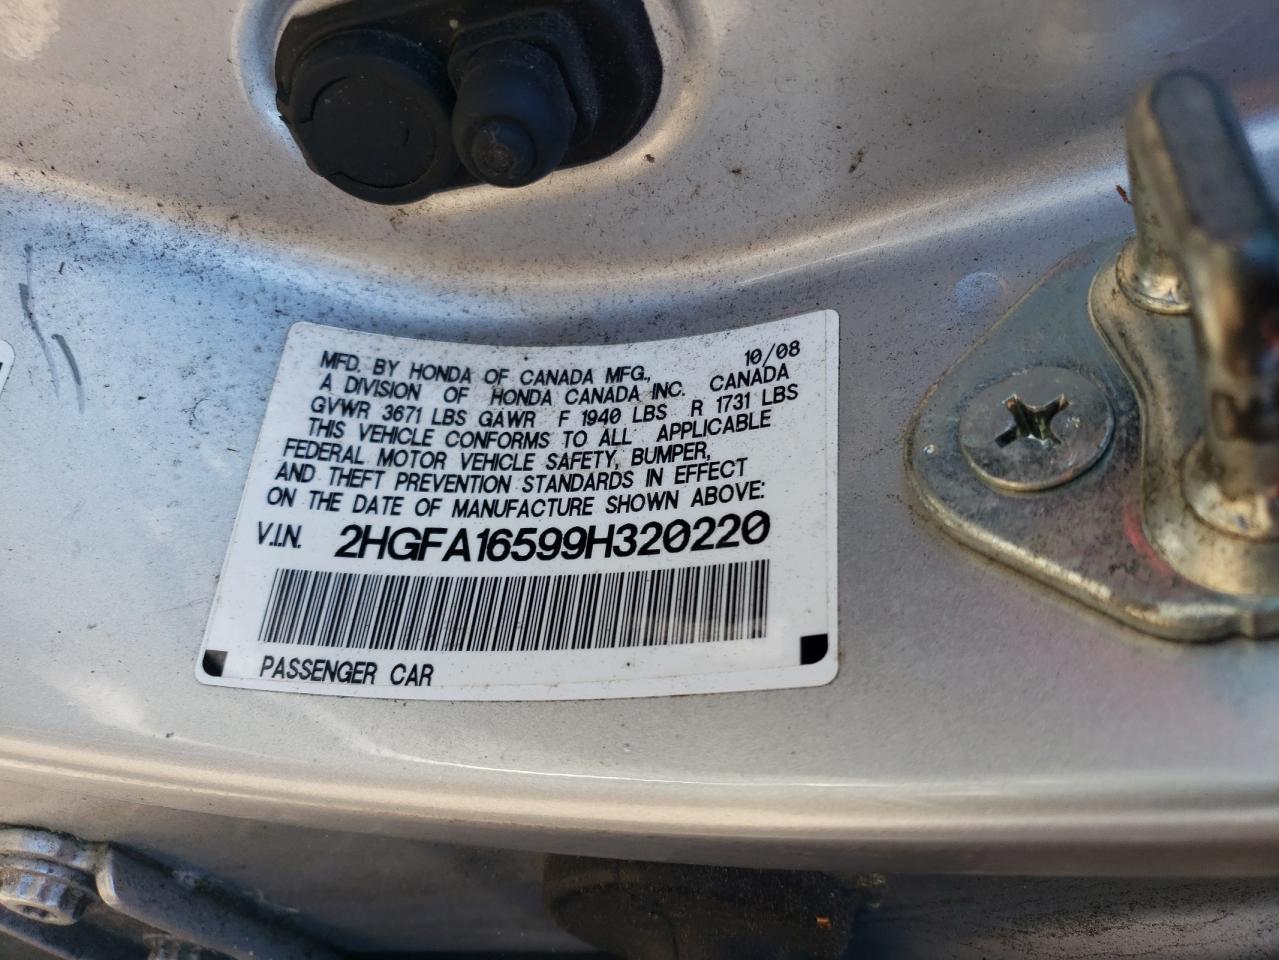 MFD. BY HONDA OF CANADA MFG., 10/08
A DIVISION OF HONDA CANADA INC. CANADA
GVWR 3671 LBS GAWR F 1940 LBS R 1731 LBS
THIS VEHICLE CONFORMS TO ALL APPLICABLE
FEDERAL MOTOR VEHICLE SAFETY, BUMPER,
AND THEFT PREVENTION STANDARDS IN EFFECT
ON THE DATE OF MANUFACTURE SHOWN ABOVE:
V.I.N. 2HGFA16599H320220
PASSENGER CAR